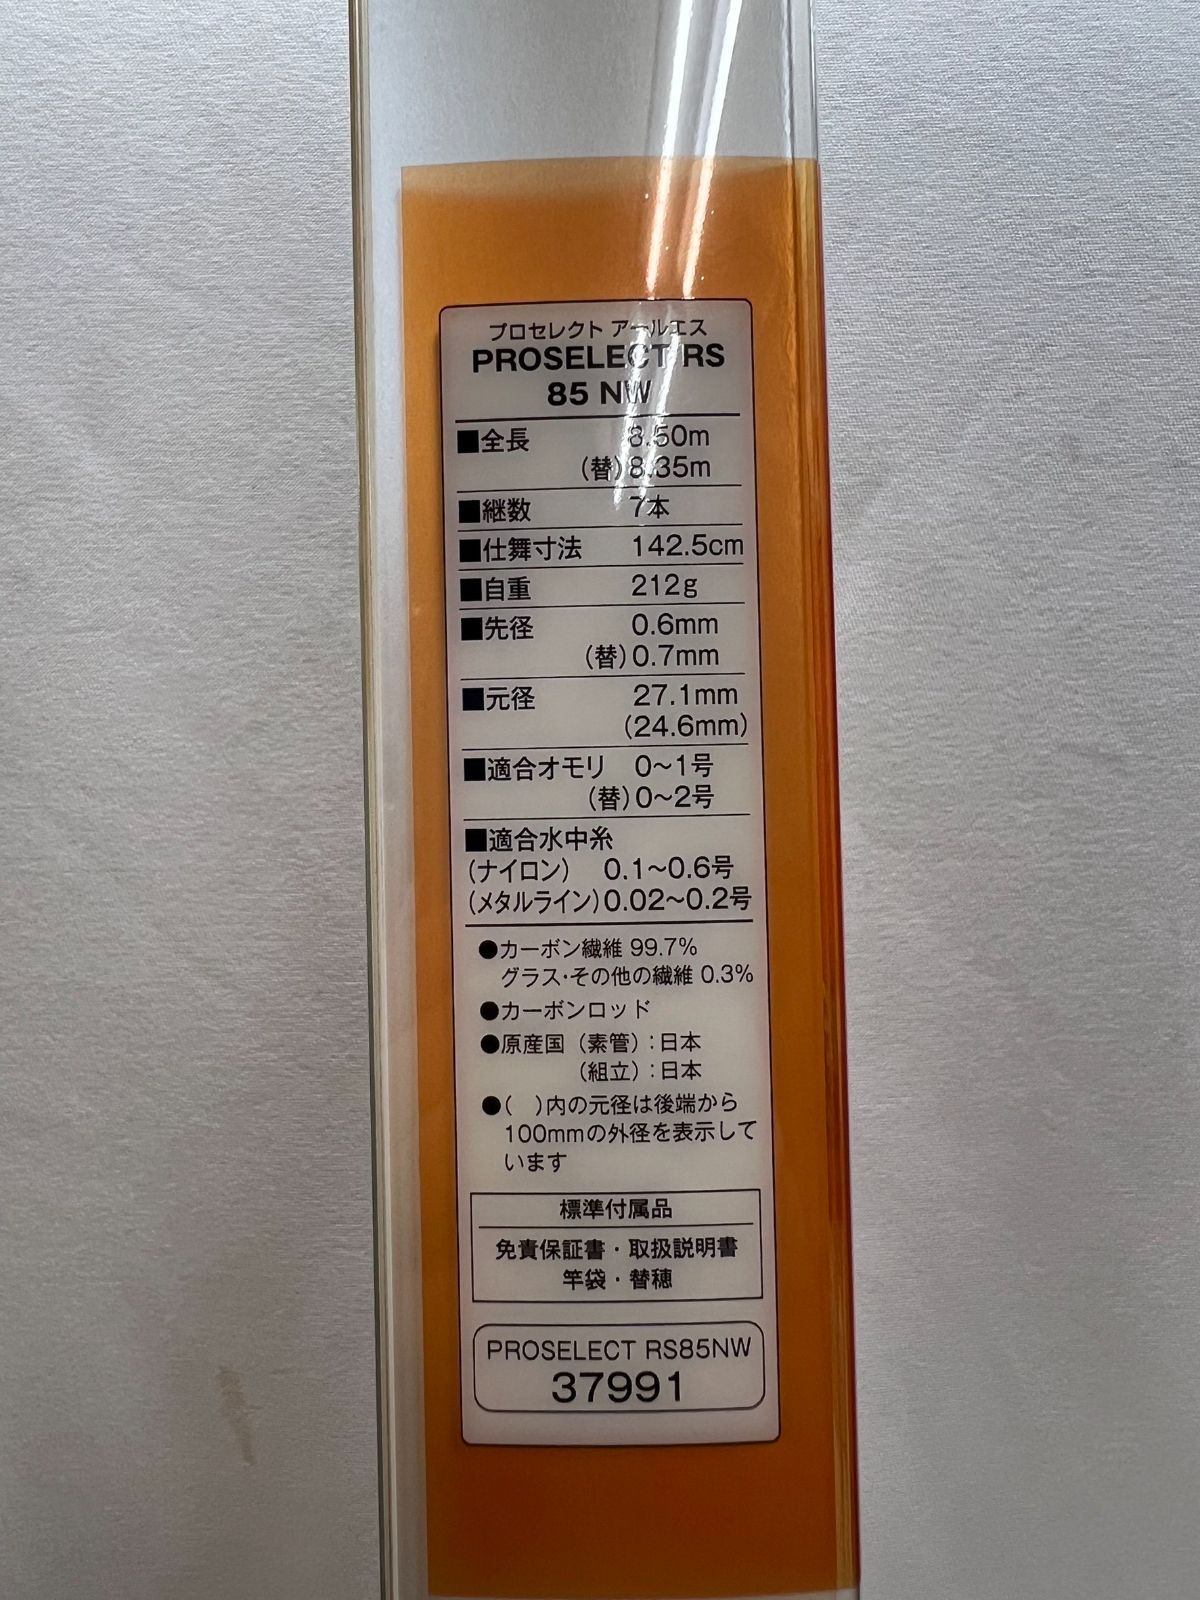 プロセレクト アールエス
PROSELECT RS
85 NW
■全長 8.50m
(替)8.35m
■継数 7本
■仕舞寸法 142.5cm
■自重 212g
■先径 0.6mm
(替)0.7mm
■元径 27.1mm
(24.6mm)
■適合オモリ 0〜1号
(替)0〜2号
■適合水中糸
(ナイロン) 0.1〜0.6号
(メタルライン)0.02〜0.2号
●カーボン繊維 99.7%
グラス・その他の繊維 0.3%
●カーボンロッド
●原産国(素管):日本
(組立):日本
●( )内の元径は後端から
100mmの外径を表示して
います
標準付属品
免責保証書・取扱説明書
竿袋・替穂
PROSELECT RS85NW
37991